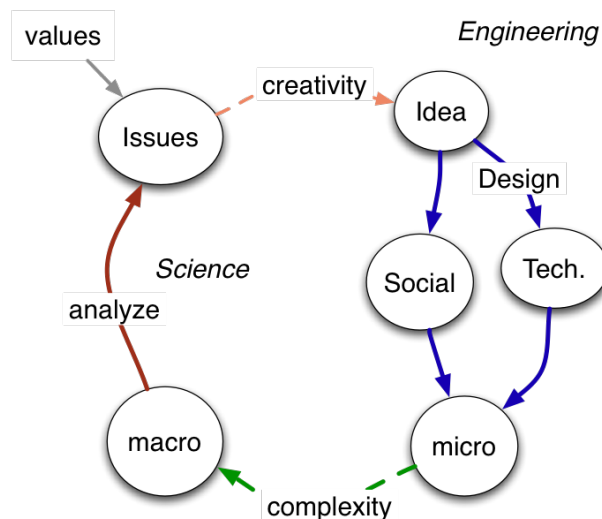 values
Engineering
creativity
Idea
Issues
Design
Science
Social
Tech.
analyze
macro
micro
complexity